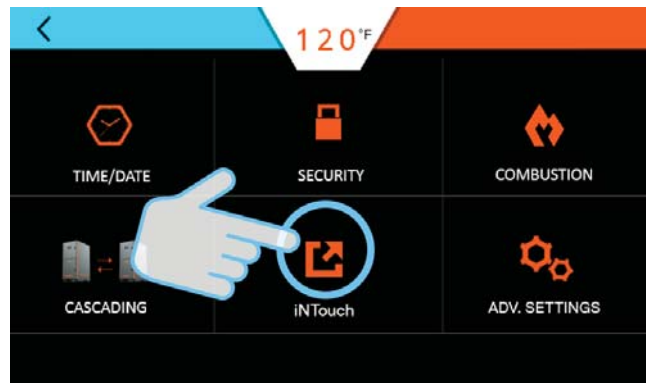 120°F
TIME/DATE
SECURITY
COMBUSTION
CASCADING
iNTouch
ADV. SETTINGS